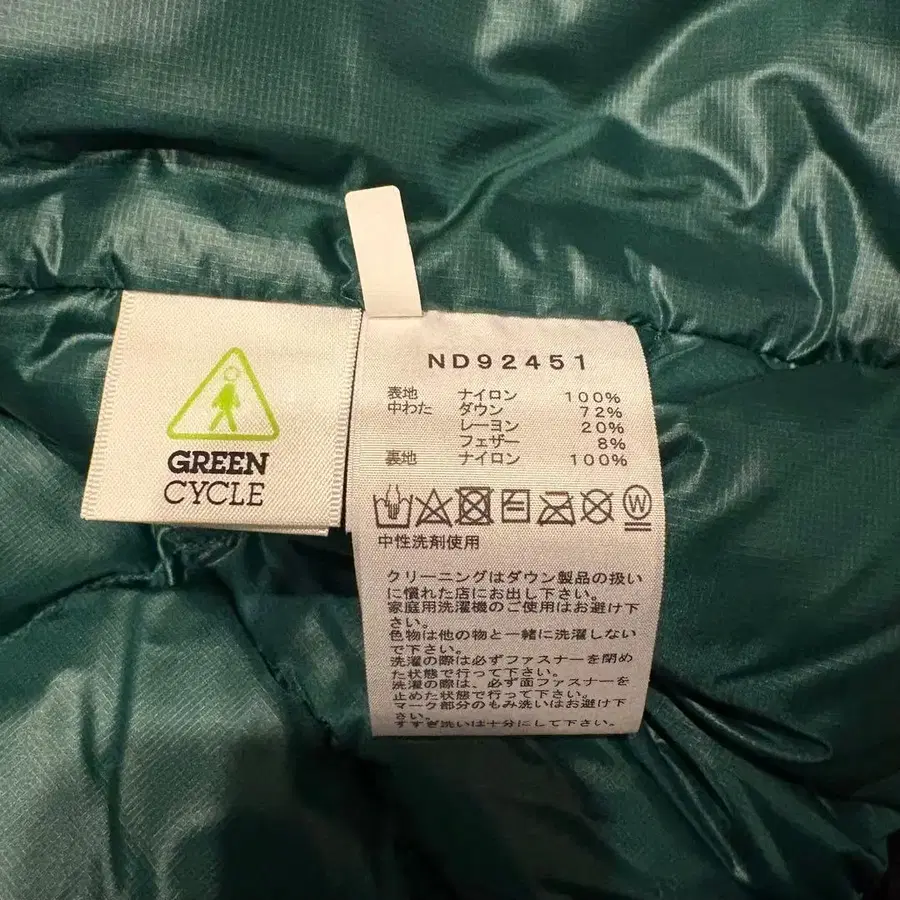 GREEN
CYCLE
ND92451
表地 ナイロン 100%
中わた ダウン 72%
レーヨン 20%
フェザー 8%
裏地 ナイロン 100%
W
中性洗剤使用
クリーニングはダウン製品の扱い
に慣れた店にお出し下さい。
家庭用洗濯機のご使用はお避け下
さい。
色物は他の物と一緒に洗濯しない
で下さい。
洗濯の際は必ずファスナーを閉め
た状態で行って下さい。
洗濯の際は、必ず面ファスナーを
止めた状態で行って下さい。
マーク部分のもみ洗いはお避け下
さい。
すすぎ洗いは十分にして下さい。